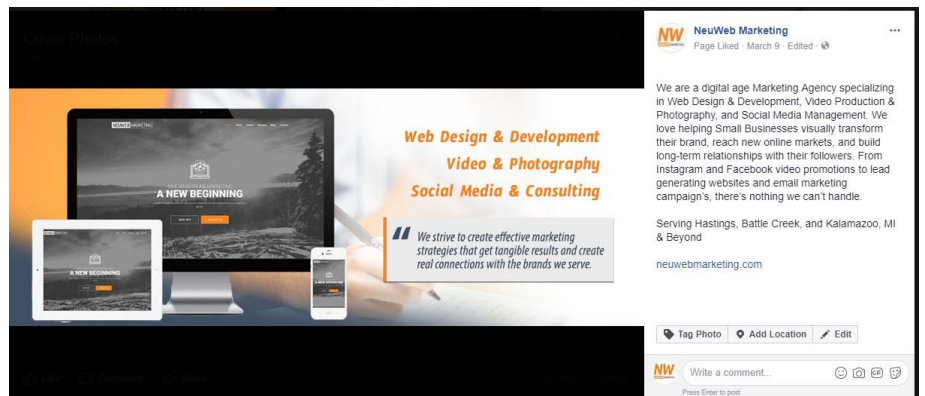 Cover Photos
NEUWEB MARKETING
A NEW BEGINNING
A NEW BEGINNING
A NEW BEGINNING
Web Design & Development
Video & Photography
Social Media & Consulting
“ We strive to create effective marketing
strategies that get tangible results and create
real connections with the brands we serve.
Like Comment Share
NW
NeuWeb Marketing
Page Liked · March 9 · Edited ·
We are a digital age Marketing Agency specializing
in Web Design & Development, Video Production &
Photography, and Social Media Management. We
love helping Small Businesses visually transform
their brand, reach new online markets, and build
long-term relationships with their followers. From
Instagram and Facebook video promotions to lead
generating websites and email marketing
campaign's, there's nothing we can't handle.
Serving Hastings, Battle Creek, and Kalamazoo, MI
& Beyond
neuwebmarketing.com
Tag Photo Add Location Edit
NW
Write a comment... GIF
Press Enter to post.